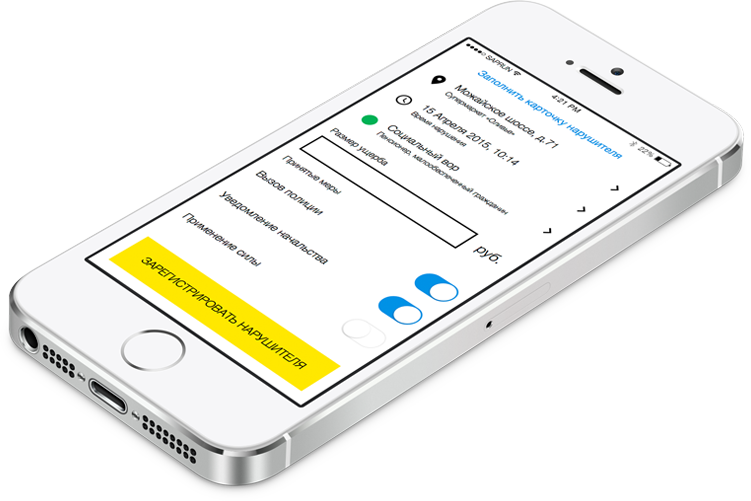 SAPRUN
4:21 PM
22%
Заполнить карточку нарушителя
Можайское шоссе, д.71
Супермаркет «Оливье»
15 Апреля 2015, 10:14
Время нарушения
Социальный вор
Пенсионер, малообеспеченный гражданин
Размер ущерба
руб.
Принятые меры
Вызов полиции
Уведомление начальства
Применение силы
ЗАРЕГИСТРИРОВАТЬ НАРУШИТЕЛЯ